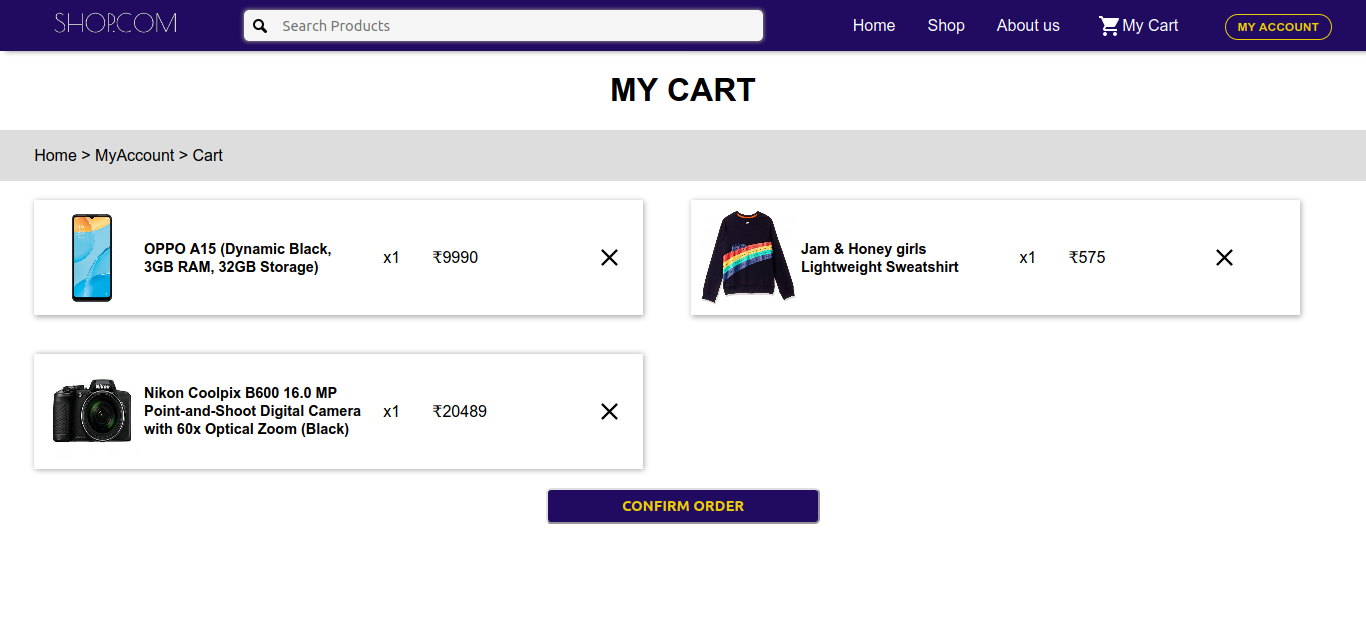 SHOP.COM
Search Products
Home
Shop
About us
My Cart
MY ACCOUNT
MY CART
Home > MyAccount > Cart
OPPO A15 (Dynamic Black,
3GB RAM, 32GB Storage)
x1
₹9990
Jam & Honey girls
Lightweight Sweatshirt
x1
₹575
Nikon
Nikon Coolpix B600 16.0 MP
Point-and-Shoot Digital Camera
with 60x Optical Zoom (Black)
x1
₹20489
CONFIRM ORDER